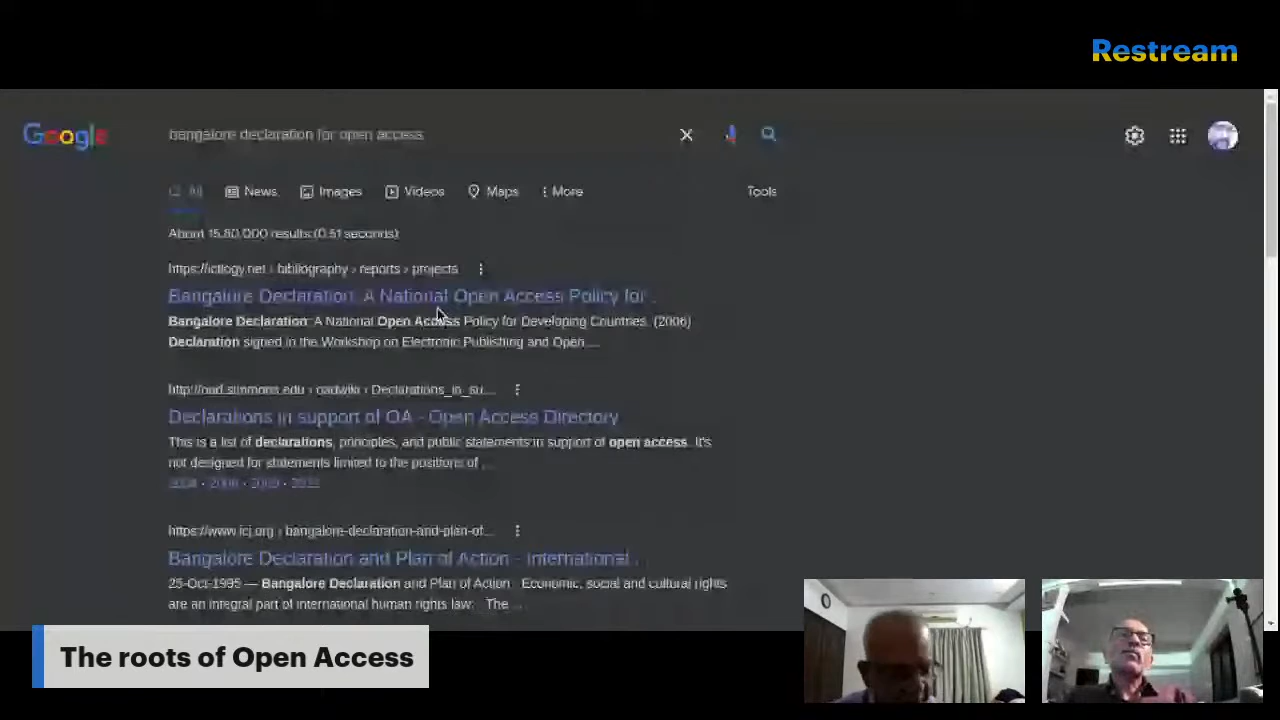 Restream
Google
bangalore declaration for open access
All News Images Videos Maps More Tools
About 15,80,000 results (0.51 seconds)
https://ictlogy.net › bibliography › reports › projects
Bangalore Declaration: A National Open Access Policy for ...
Bangalore Declaration: A National Open Access Policy for Developing Countries. (2006)
Declaration signed in the Workshop on Electronic Publishing and Open ...
http://oad.simmons.edu › oadwiki › Declarations_in_su...
Declarations in support of OA - Open Access Directory
This is a list of declarations, principles, and public statements in support of open access. It's
not designed for statements limited to the positions of ...
https://www.icj.org › bangalore-declaration-and-plan-of...
Bangalore Declaration and Plan of Action - International ...
25-Oct-1995 — Bangalore Declaration and Plan of Action. Economic, social and cultural rights
are an integral part of international human rights law. The ...
The roots of Open Access